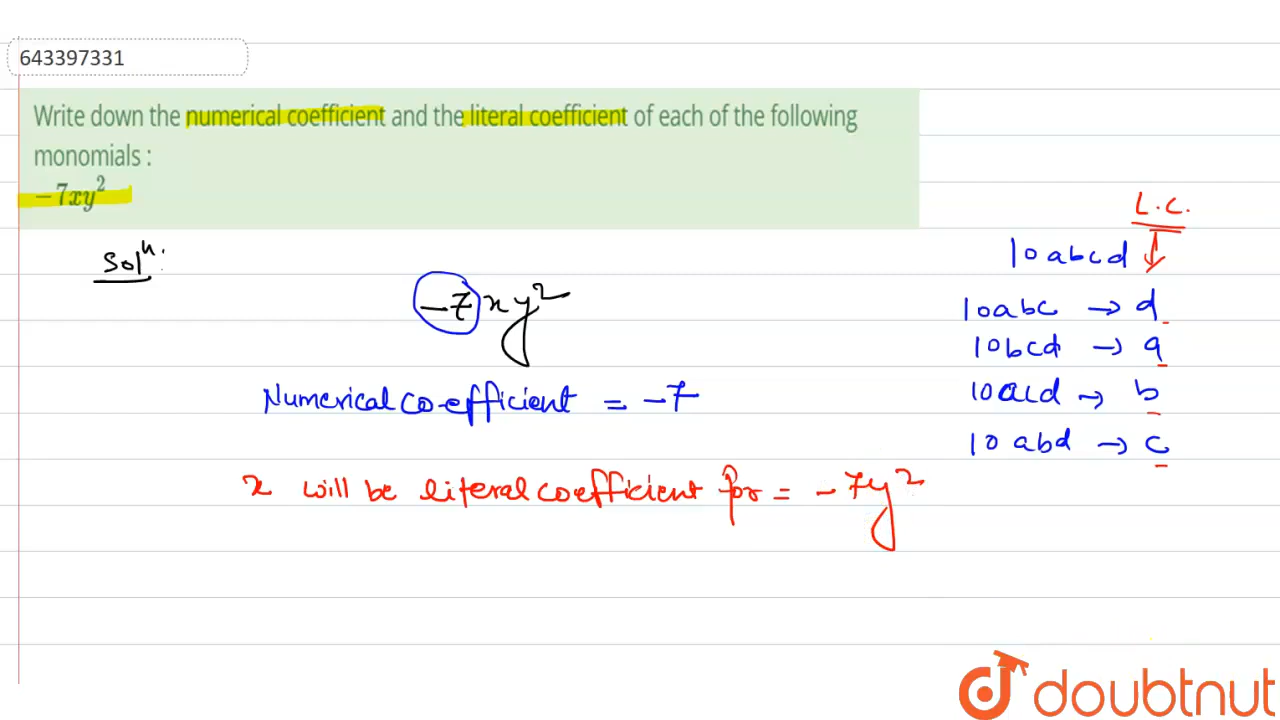 643397331
Write down the numerical coefficient and the literal coefficient of each of the following
monomials :
−7xy²
Solⁿ:
−7xy²
Numerical co-efficient = −7
x will be literal coefficient for = −7y²
L.C.
10abcd
10abc → d
10bcd → a
10acd → b
10abd → c
doubtnut